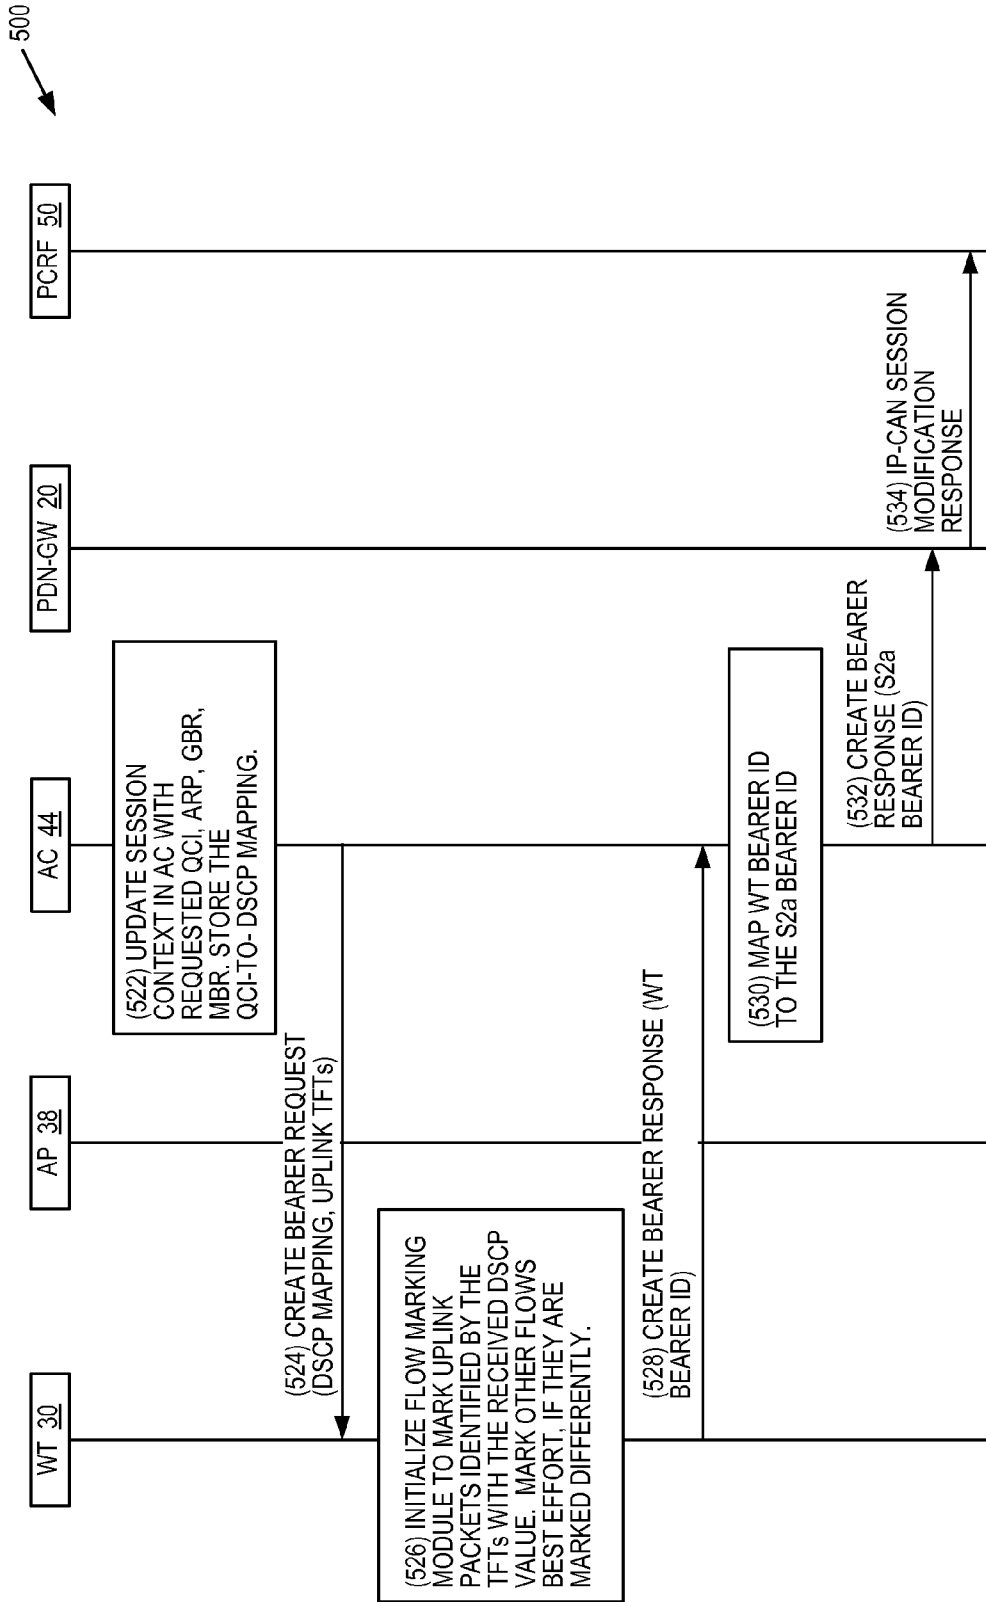 500
WT 30
AP 38
AC 44
PDN-GW 20
PCRF 50
(522) UPDATE SESSION
CONTEXT IN AC WITH
REQUESTED QCI, ARP, GBR,
MBR. STORE THE
QCI-TO- DSCP MAPPING.
(524) CREATE BEARER REQUEST
(DSCP MAPPING, UPLINK TFTs)
(526) INITIALIZE FLOW MARKING
MODULE TO MARK UPLINK
PACKETS IDENTIFIED BY THE
TFTs WITH THE RECEIVED DSCP
VALUE. MARK OTHER FLOWS
BEST EFFORT, IF THEY ARE
MARKED DIFFERENTLY.
(528) CREATE BEARER RESPONSE (WT
BEARER ID)
(530) MAP WT BEARER ID
TO THE S2a BEARER ID
(532) CREATE BEARER
RESPONSE (S2a
BEARER ID)
(534) IP-CAN SESSION
MODIFICATION
RESPONSE